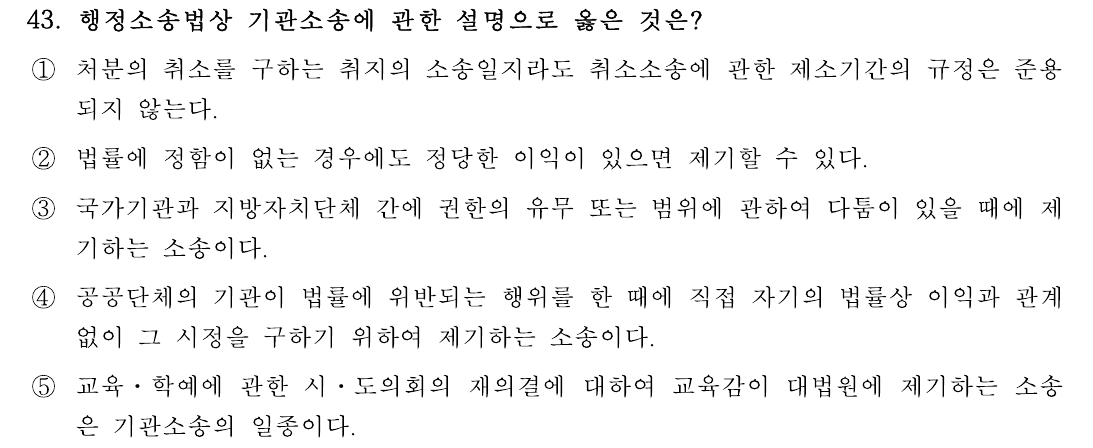 43. 행정소송법상 기관소송에 관한 설명으로 옳은 것은?
① 처분의 취소를 구하는 취지의 소송일지라도 취소소송에 관한 제소기간의 규정은 준용
되지 않는다.
② 법률에 정함이 없는 경우에도 정당한 이익이 있으면 제기할 수 있다.
③ 국가기관과 지방자치단체 간에 권한의 유무 또는 범위에 관하여 다툼이 있을 때에 제
기하는 소송이다.
④ 공공단체의 기관이 법률에 위반되는 행위를 한 때에 직접 자기의 법률상 이익과 관계
없이 그 시정을 구하기 위하여 제기하는 소송이다.
⑤ 교육・학예에 관한 시・도의회의 재의결에 대하여 교육감이 대법원에 제기하는 소송
은 기관소송의 일종이다.